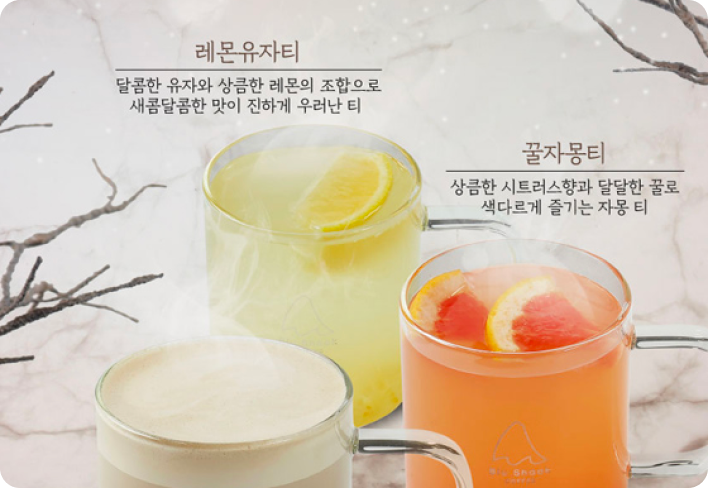 레몬유자티
달콤한 유자와 상큼한 레몬의 조합으로
새콤달콤한 맛이 진하게 우러난 티
꿀자몽티
상큼한 시트러스향과 달달한 꿀로
색다르게 즐기는 자몽 티